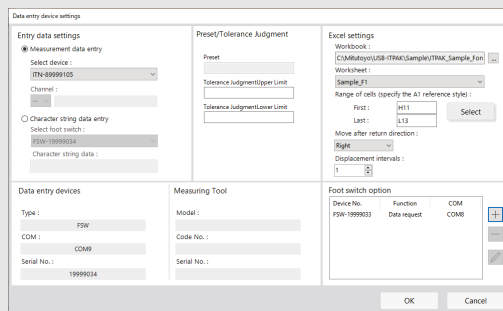 Data entry device settings
Entry data settings
Measurement data entry
Select device :
ITN-89999105
Channel :
Character string data entry
Select foot switch :
FSW-19999034
Character string data :
Preset/Tolerance Judgment
Preset
Tolerance JudgmentUpper Limit
Tolerance JudgmentLower Limit
Excel settings
Workbook :
C:\Mitutoyo\USB-ITPAK\Sample\ITPAK_Sample_Fon
...
Worksheet :
Sample_F1
Range of cells (specify the A1 reference style) :
First :
H11
Last :
L13
Select
Move after return direction :
Right
Displacement intervals :
1
Data entry devices
Type :
FSW
COM :
COM9
Serial No. :
19999034
Measuring Tool
Model :
Code No. :
Serial No. :
Foot switch option
Device No. Function COM
FSW-19999033 Data request COM8
OK
Cancel